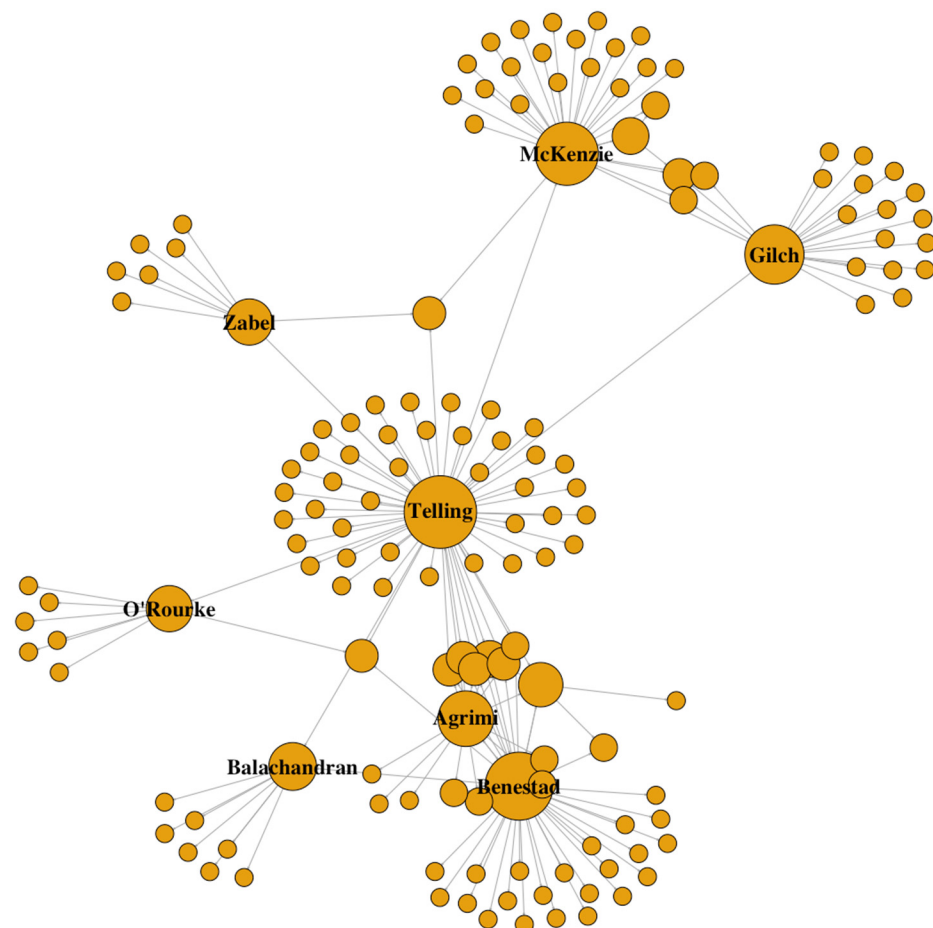 McKenzie
Gilch
Zabel
Telling
O'Rourke
Agrimi
Balachandran
Benestad